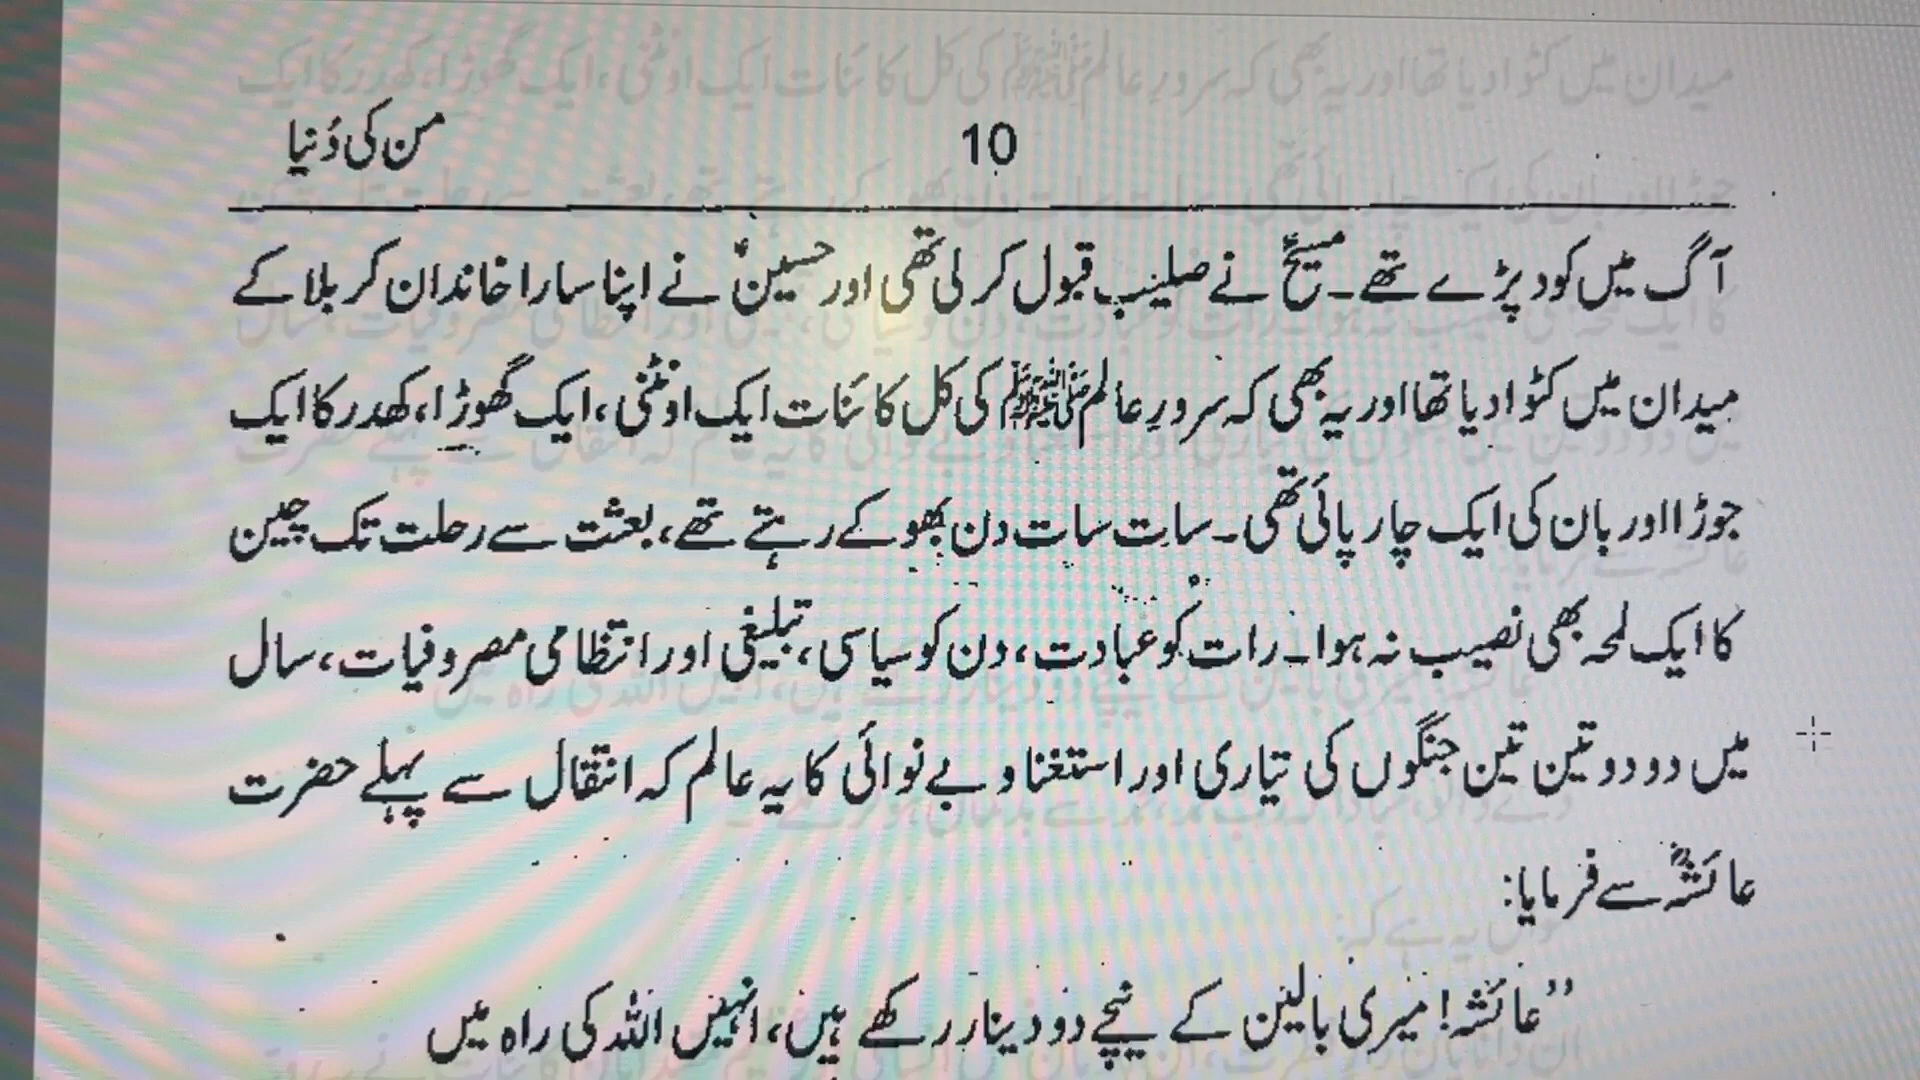 من کی دُنیا
10
آگ میں کود پڑے تھے۔ مسیحؑ نے صلیب قبول کر لی تھی اور حسینؓ نے اپنا سارا خاندان کربلا کے
میدان میں کٹوا دیا تھا اور یہ بھی کہ سرورِ عالم ﷺ کی کل کائنات ایک اونٹنی، ایک گھوڑا، کھدر کا ایک
جوڑا اور بان کی ایک چارپائی تھی۔ سات سات دن بھوکے رہتے تھے، بعثت سے رحلت تک چین
کا ایک لمحہ بھی نصیب نہ ہوا۔ رات کو عبادت، دن کو سیاسی، تبلیغی اور انتظامی مصروفیات، سال
میں دو دو تین تین جنگوں کی تیاری اور استغنا و بے نوائی کا یہ عالم کہ انتقال سے پہلے حضرت
عائشہؓ سے فرمایا:
’’عائشہ! میری بالین کے نیچے دو دینار رکھے ہیں، انہیں اللہ کی راہ میں